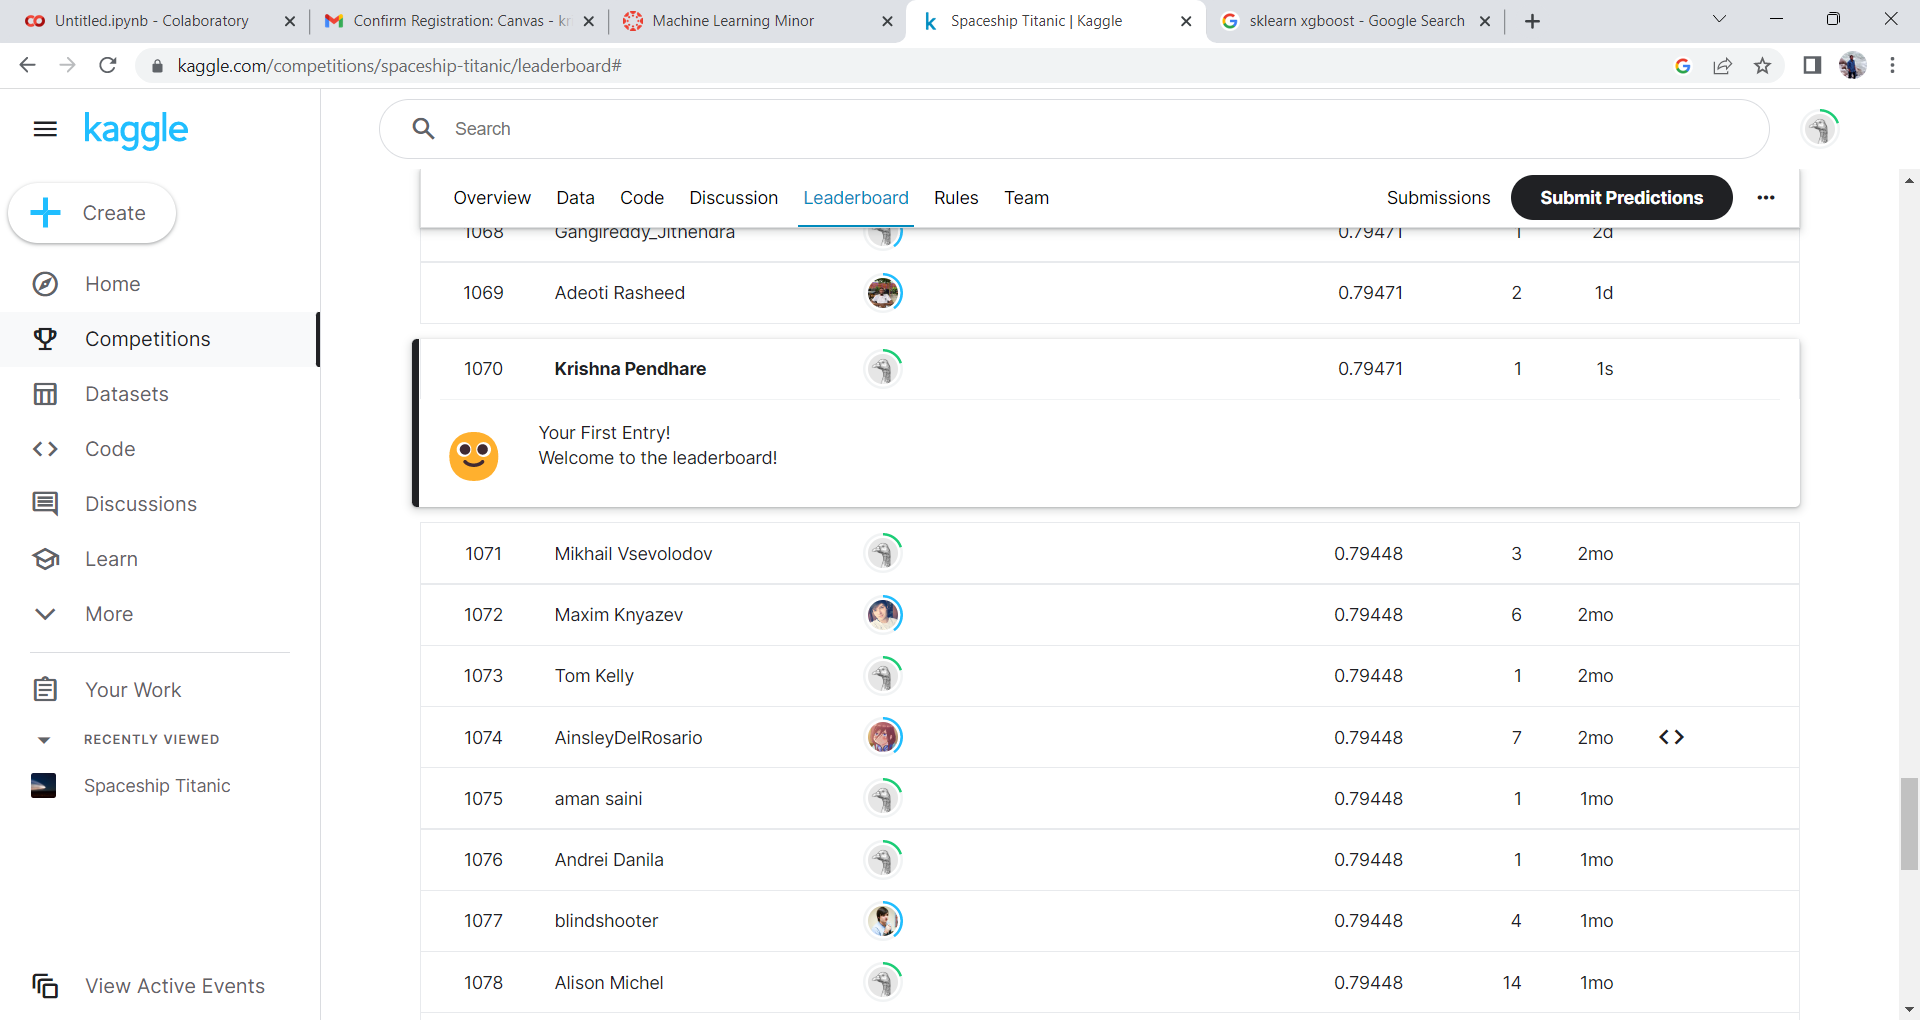 Untitled.ipynb - Colaboratory
Confirm Registration: Canvas - kr
Machine Learning Minor
Spaceship Titanic | Kaggle
sklearn xgboost - Google Search
kaggle.com/competitions/spaceship-titanic/leaderboard#
kaggle
Search
Create
Home
Competitions
Datasets
Code
Discussions
Learn
More
Your Work
RECENTLY VIEWED
Spaceship Titanic
View Active Events
Overview Data Code Discussion Leaderboard Rules Team Submissions Submit Predictions
1068 Gangireddy_Jithendra 0.79471 1 2d
1069 Adeoti Rasheed 0.79471 2 1d
1070 Krishna Pendhare 0.79471 1 1s
Your First Entry!
Welcome to the leaderboard!
1071 Mikhail Vsevolodov 0.79448 3 2mo
1072 Maxim Knyazev 0.79448 6 2mo
1073 Tom Kelly 0.79448 1 2mo
1074 AinsleyDelRosario 0.79448 7 2mo
1075 aman saini 0.79448 1 1mo
1076 Andrei Danila 0.79448 1 1mo
1077 blindshooter 0.79448 4 1mo
1078 Alison Michel 0.79448 14 1mo